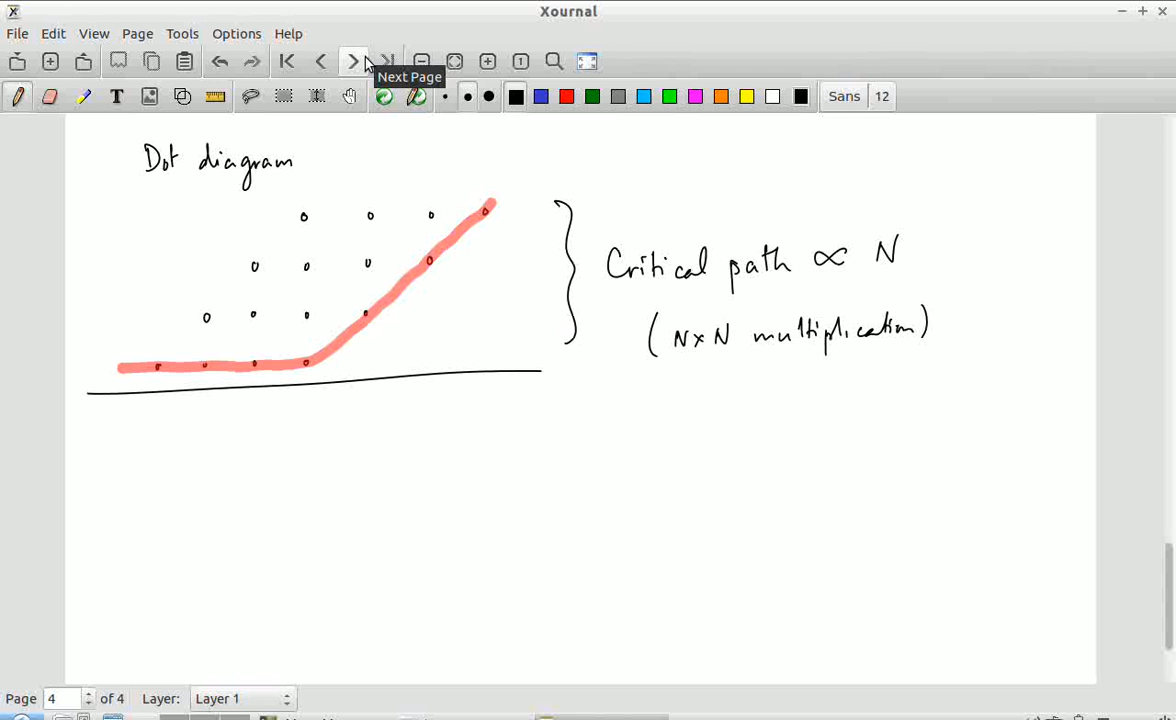 Xournal
File Edit View Page Tools Options Help
Next Page
Sans 12
Dot diagram
Critical path ∝ N
(N×N multiplication)
Page 4 of 4 Layer: Layer 1